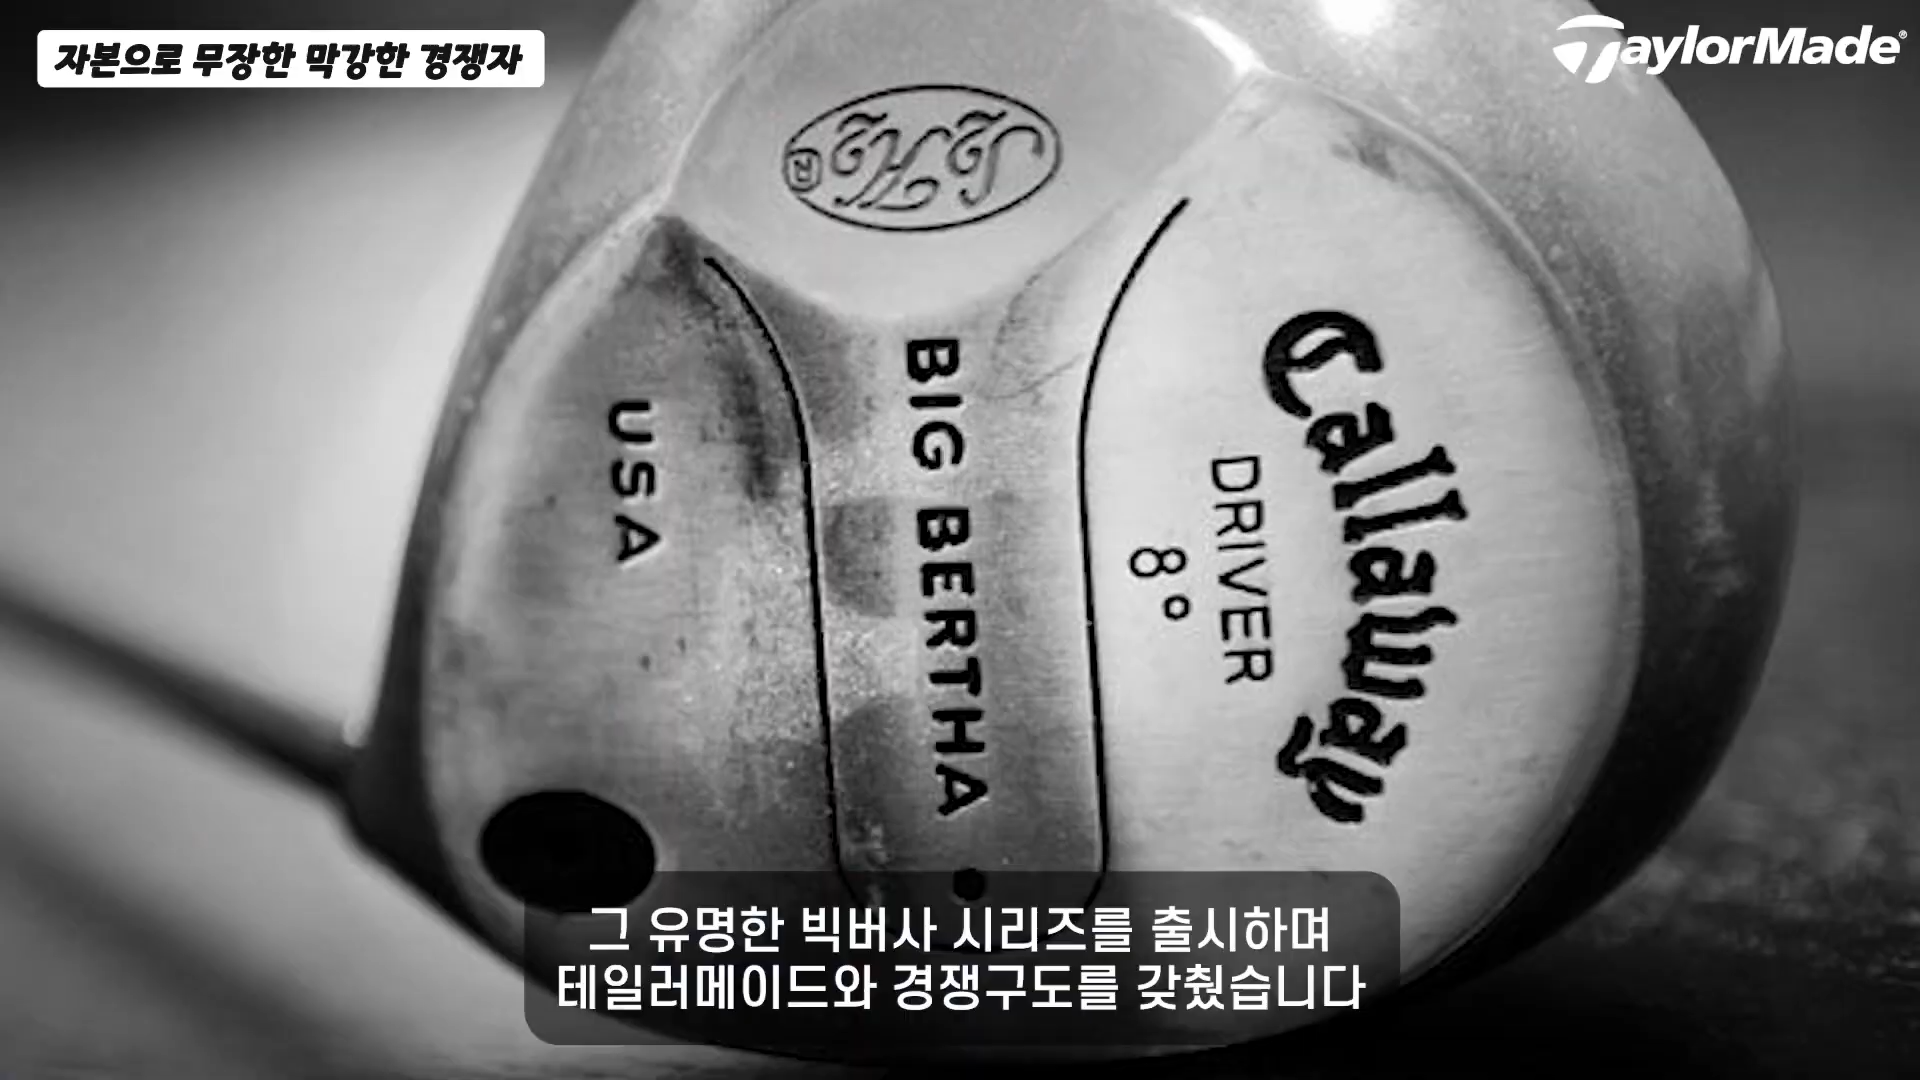 자본으로 무장한 막강한 경쟁자
TaylorMade®
S2H2
BIG BERTHA
USA
Callaway
DRIVER
8°
그 유명한 빅버사 시리즈를 출시하며
테일러메이드와 경쟁구도를 갖췄습니다